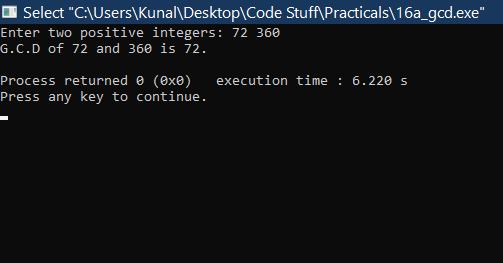 Select "C:\Users\Kunal\Desktop\Code Stuff\Practicals\16a_gcd.exe"
Enter two positive integers: 72 360
G.C.D of 72 and 360 is 72.
Process returned 0 (0x0)   execution time : 6.220 s
Press any key to continue.